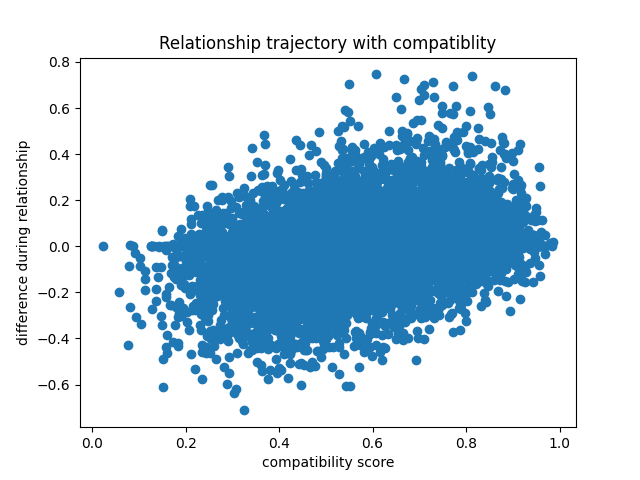 Relationship trajectory with compatiblity
difference during relationship
0.8
0.6
0.4
0.2
0.0
−0.2
−0.4
−0.6
0.0 0.2 0.4 0.6 0.8 1.0
compatibility score